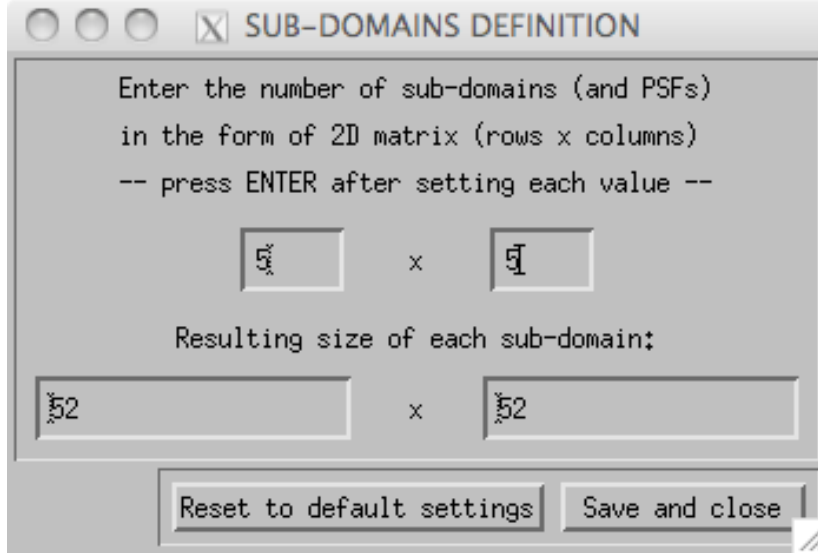 SUB-DOMAINS DEFINITION
Enter the number of sub-domains (and PSFs)
in the form of 2D matrix (rows x columns)
-- press ENTER after setting each value --
5 x 5
Resulting size of each sub-domain:
52 x 52
Reset to default settings Save and close